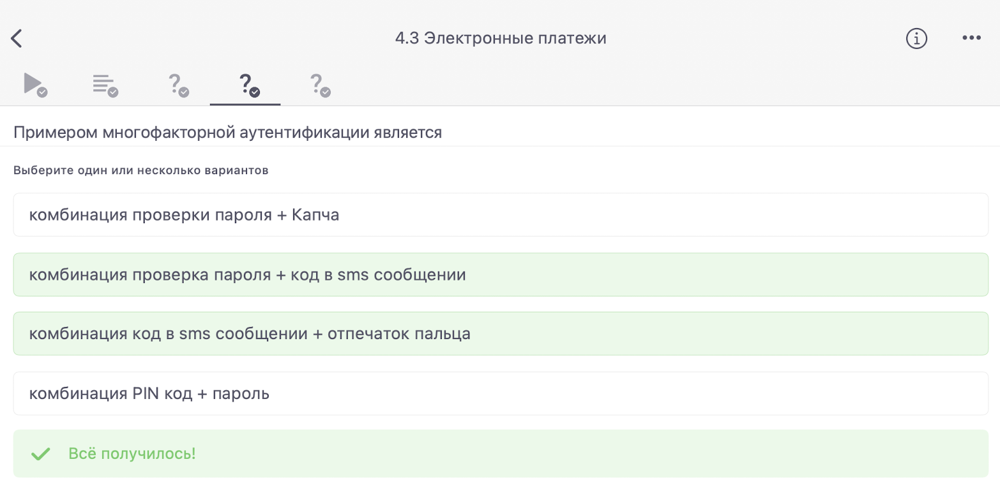 4.3 Электронные платежи
Примером многофакторной аутентификации является
Выберите один или несколько вариантов
комбинация проверки пароля + Капча
комбинация проверка пароля + код в sms сообщении
комбинация код в sms сообщении + отпечаток пальца
комбинация PIN код + пароль
Всё получилось!